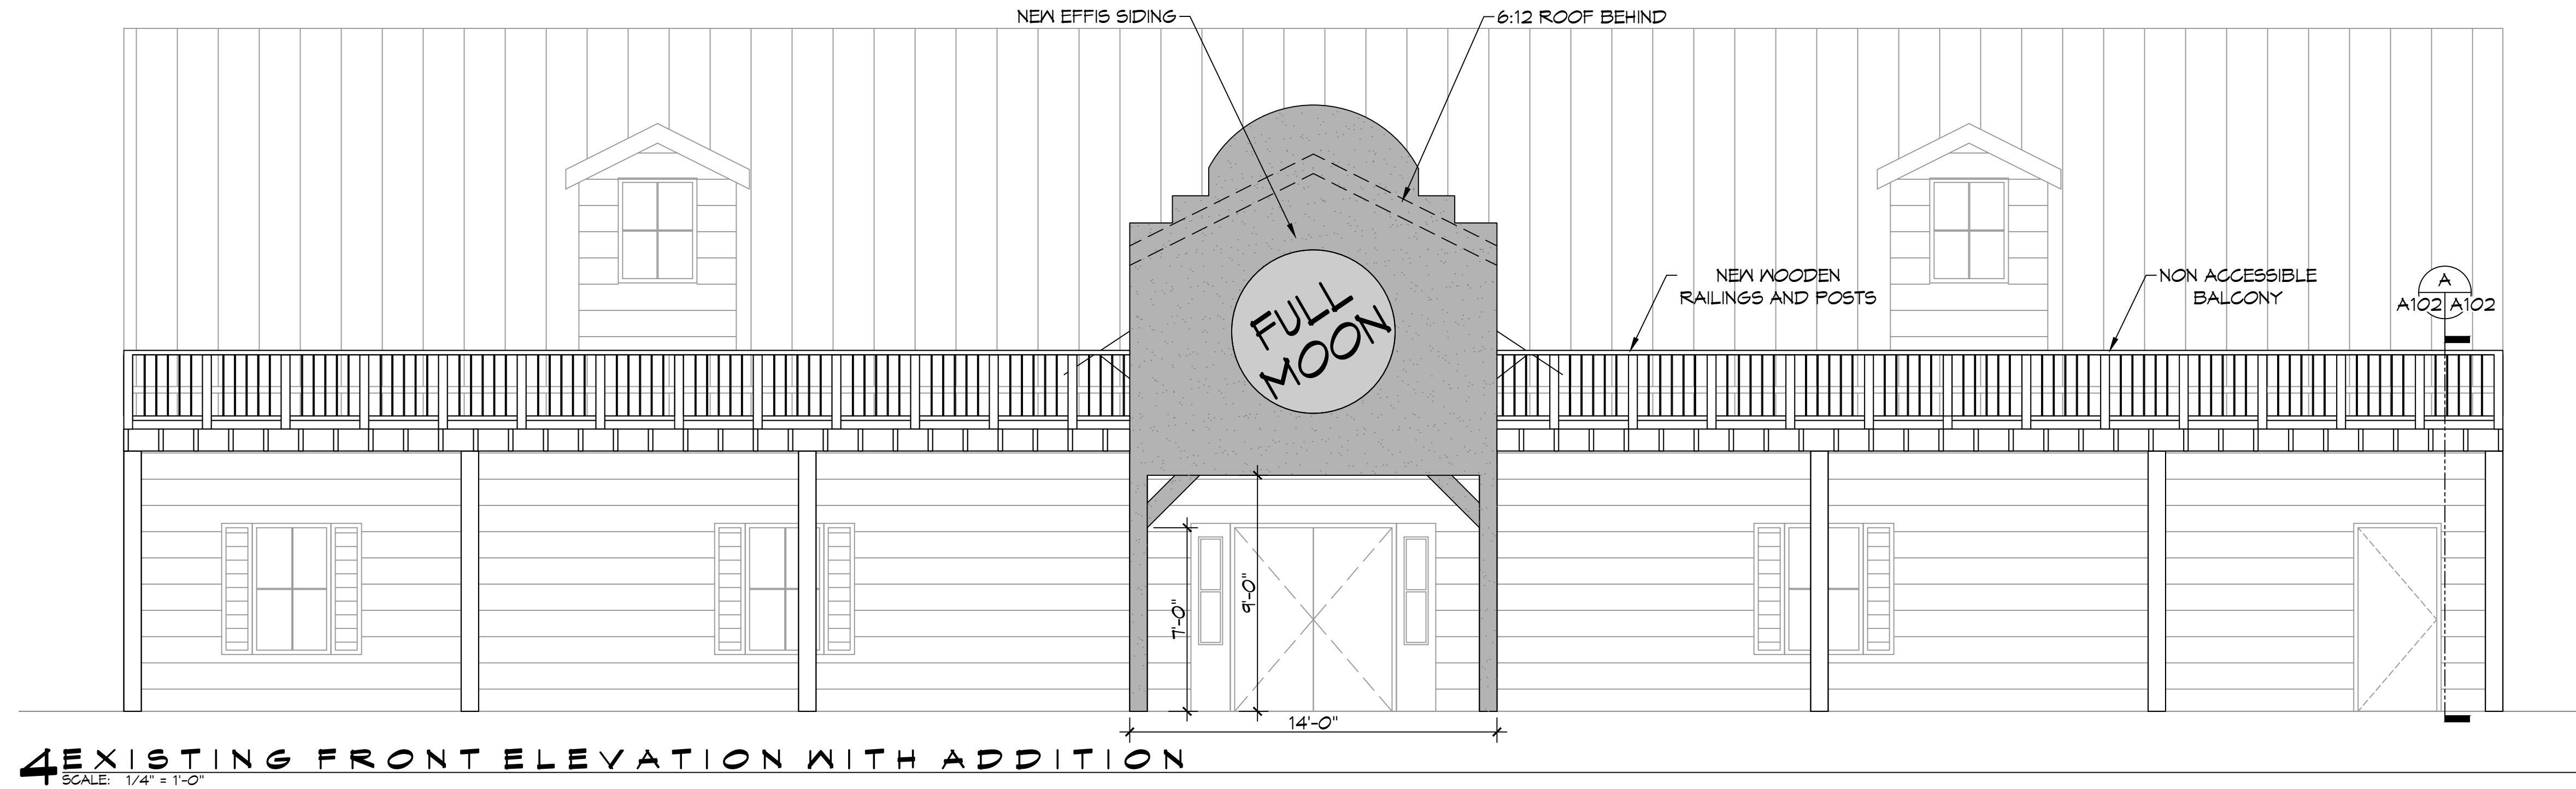 NEW EFFIS SIDING
6:12 ROOF BEHIND
NEW WOODEN
RAILINGS AND POSTS
NON ACCESSIBLE
BALCONY
A
A102 A102
FULL
MOON
7'-0"
9'-0"
14'-0"
4 EXISTING FRONT ELEVATION WITH ADDITION
SCALE: 1/4" = 1'-0"